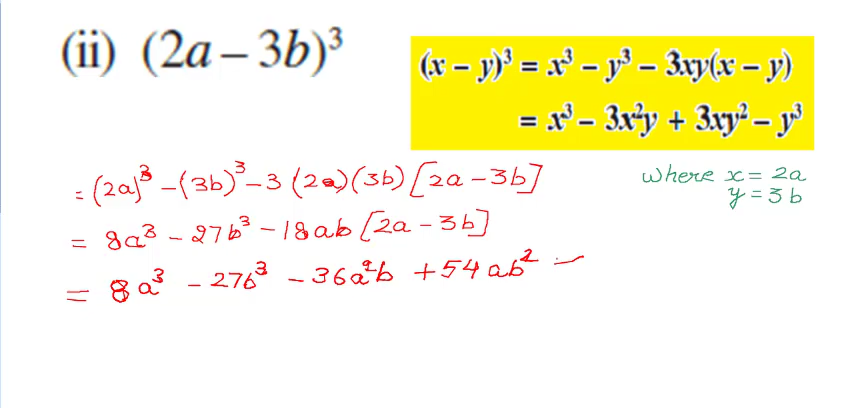 (ii) (2a – 3b)³
(x – y)³ = x³ – y³ – 3xy(x – y)
= x³ – 3x²y + 3xy² – y³
where x = 2a
y = 3b
= (2a)³ – (3b)³ – 3 (2a)(3b) [2a – 3b]
= 8a³ – 27b³ – 18ab [2a – 3b]
= 8a³ – 27b³ – 36a²b + 54ab²